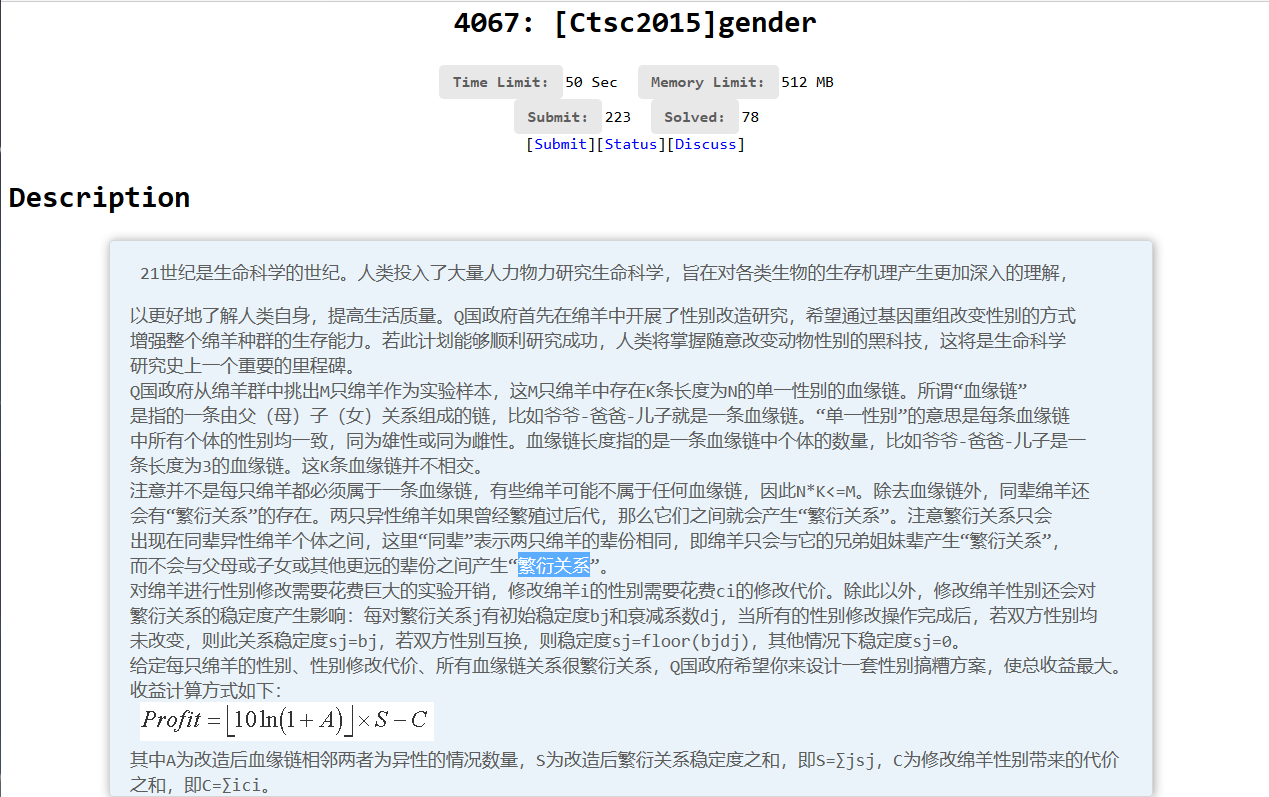 4067: [Ctsc2015]gender
Time Limit: 50 Sec Memory Limit: 512 MB
Submit: 223 Solved: 78
[Submit][Status][Discuss]
Description
21世纪是生命科学的世纪。人类投入了大量人力物力研究生命科学，旨在对各类生物的生存机理产生更加深入的理解，
以更好地了解人类自身，提高生活质量。Q国政府首先在绵羊中开展了性别改造研究，希望通过基因重组改变性别的方式
增强整个绵羊种群的生存能力。若此计划能够顺利研究成功，人类将掌握随意改变动物性别的黑科技，这将是生命科学
研究史上一个重要的里程碑。
Q国政府从绵羊群中挑出M只绵羊作为实验样本，这M只绵羊中存在K条长度为N的单一性别的血缘链。所谓“血缘链”
是指的一条由父（母）子（女）关系组成的链，比如爷爷-爸爸-儿子就是一条血缘链。“单一性别”的意思是每条血缘链
中所有个体的性别均一致，同为雄性或同为雌性。血缘链长度指的是一条血缘链中个体的数量，比如爷爷-爸爸-儿子是一
条长度为3的血缘链。这K条血缘链并不相交。
注意并不是每只绵羊都必须属于一条血缘链，有些绵羊可能不属于任何血缘链，因此N*K<=M。除去血缘链外，同辈绵羊还
会有“繁衍关系”的存在。两只异性绵羊如果曾经繁殖过后代，那么它们之间就会产生“繁衍关系”。注意繁衍关系只会
出现在同辈异性绵羊个体之间，这里“同辈”表示两只绵羊的辈份相同，即绵羊只会与它的兄弟姐妹辈产生“繁衍关系”，
而不会与父母或子女或其他更远的辈份之间产生“繁衍关系”。
对绵羊进行性别修改需要花费巨大的实验开销，修改绵羊i的性别需要花费ci的修改代价。除此以外，修改绵羊性别还会对
繁衍关系的稳定度产生影响：每对繁衍关系j有初始稳定度bj和衰减系数dj，当所有的性别修改操作完成后，若双方性别均
未改变，则此关系稳定度sj=bj，若双方性别互换，则稳定度sj=floor(bjdj)，其他情况下稳定度sj=0。
给定每只绵羊的性别、性别修改代价、所有血缘链关系很繁衍关系，Q国政府希望你来设计一套性别搞糟方案，使总收益最大。
收益计算方式如下：
Profit=⌊10ln(1+A)⌋×S-C
其中A为改造后血缘链相邻两者为异性的情况数量，S为改造后繁衍关系稳定度之和，即S=∑jsj，C为修改绵羊性别带来的代价
之和，即C=∑ici。